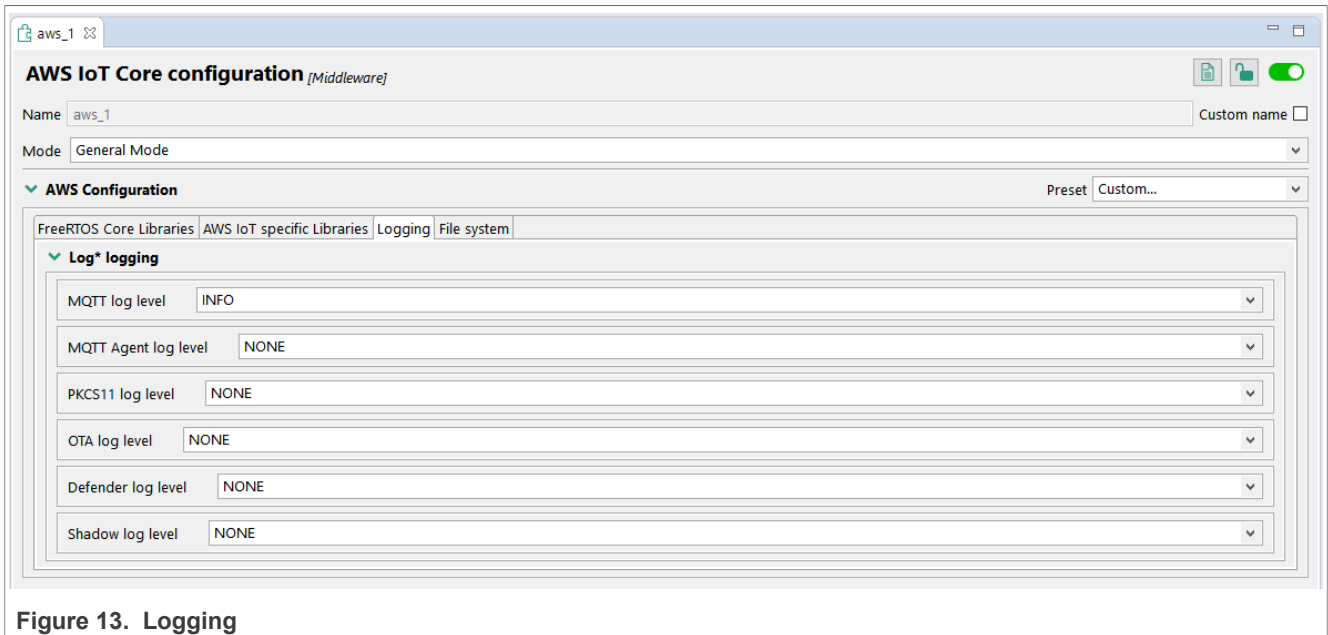 aws_1
AWS IoT Core configuration [Middleware]
Name aws_1 Custom name
Mode General Mode
AWS Configuration Preset Custom...
FreeRTOS Core Libraries AWS IoT specific Libraries Logging File system
Log* logging
MQTT log level INFO
MQTT Agent log level NONE
PKCS11 log level NONE
OTA log level NONE
Defender log level NONE
Shadow log level NONE
Figure 13. Logging